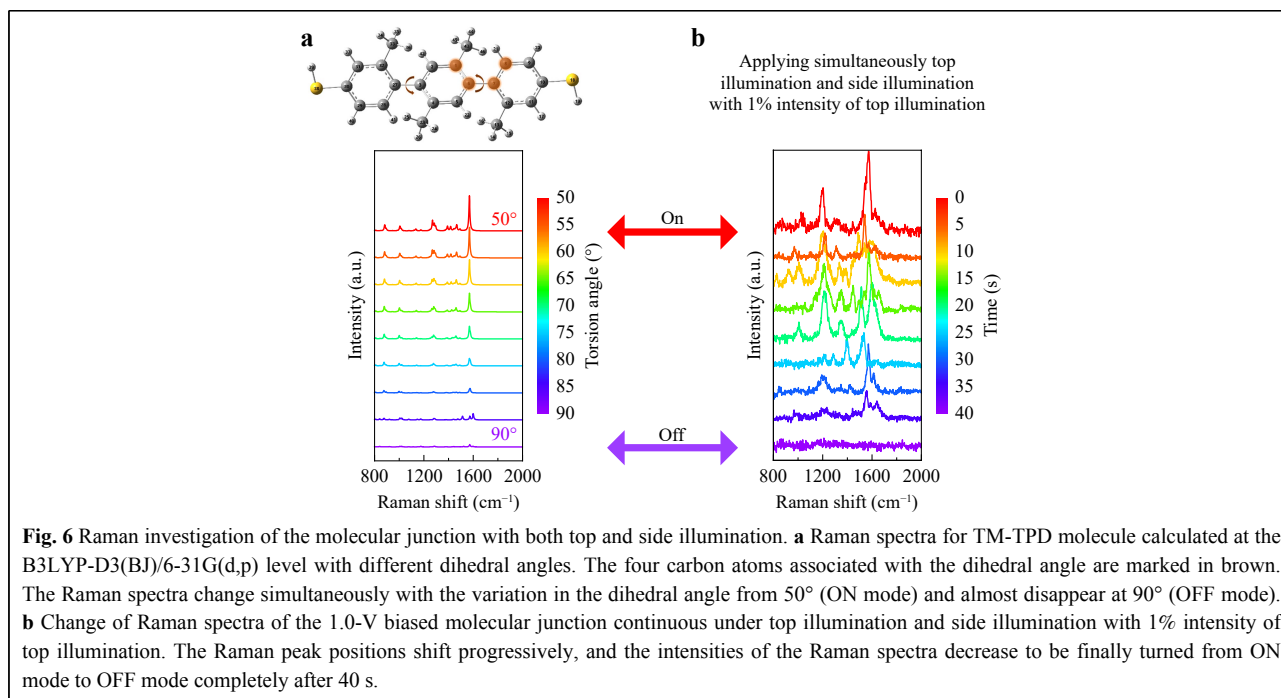 a
b
Applying simultaneously top
illumination and side illumination
with 1% intensity of top illumination
50°
90°
Intensity (a.u.)
800 1200 1600 2000
Raman shift (cm⁻¹)
50
55
60
65
70
75
80
85
90
Torsion angle (°)
On
Off
Intensity (a.u.)
800 1200 1600 2000
Raman shift (cm⁻¹)
0
5
10
15
20
25
30
35
40
Time (s)
Fig. 6 Raman investigation of the molecular junction with both top and side illumination. a Raman spectra for TM-TPD molecule calculated at the
B3LYP-D3(BJ)/6-31G(d,p) level with different dihedral angles. The four carbon atoms associated with the dihedral angle are marked in brown.
The Raman spectra change simultaneously with the variation in the dihedral angle from 50° (ON mode) and almost disappear at 90° (OFF mode).
b Change of Raman spectra of the 1.0-V biased molecular junction continuous under top illumination and side illumination with 1% intensity of
top illumination. The Raman peak positions shift progressively, and the intensities of the Raman spectra decrease to be finally turned from ON
mode to OFF mode completely after 40 s.